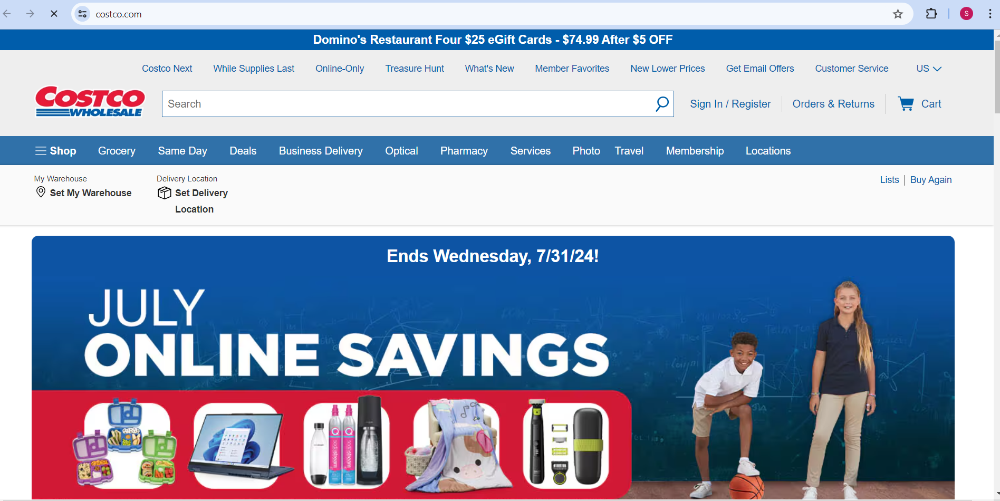 costco.com
S
Domino's Restaurant Four $25 eGift Cards - $74.99 After $5 OFF
Costco Next While Supplies Last Online-Only Treasure Hunt What's New Member Favorites New Lower Prices Get Email Offers Customer Service US
COSTCO
WHOLESALE
Search
Sign In / Register Orders & Returns Cart
Shop Grocery Same Day Deals Business Delivery Optical Pharmacy Services Photo Travel Membership Locations
My Warehouse
Set My Warehouse
Delivery Location
Set Delivery
Location
Lists | Buy Again
Ends Wednesday, 7/31/24!
JULY
ONLINE SAVINGS
Q Q
sodastream sodastream